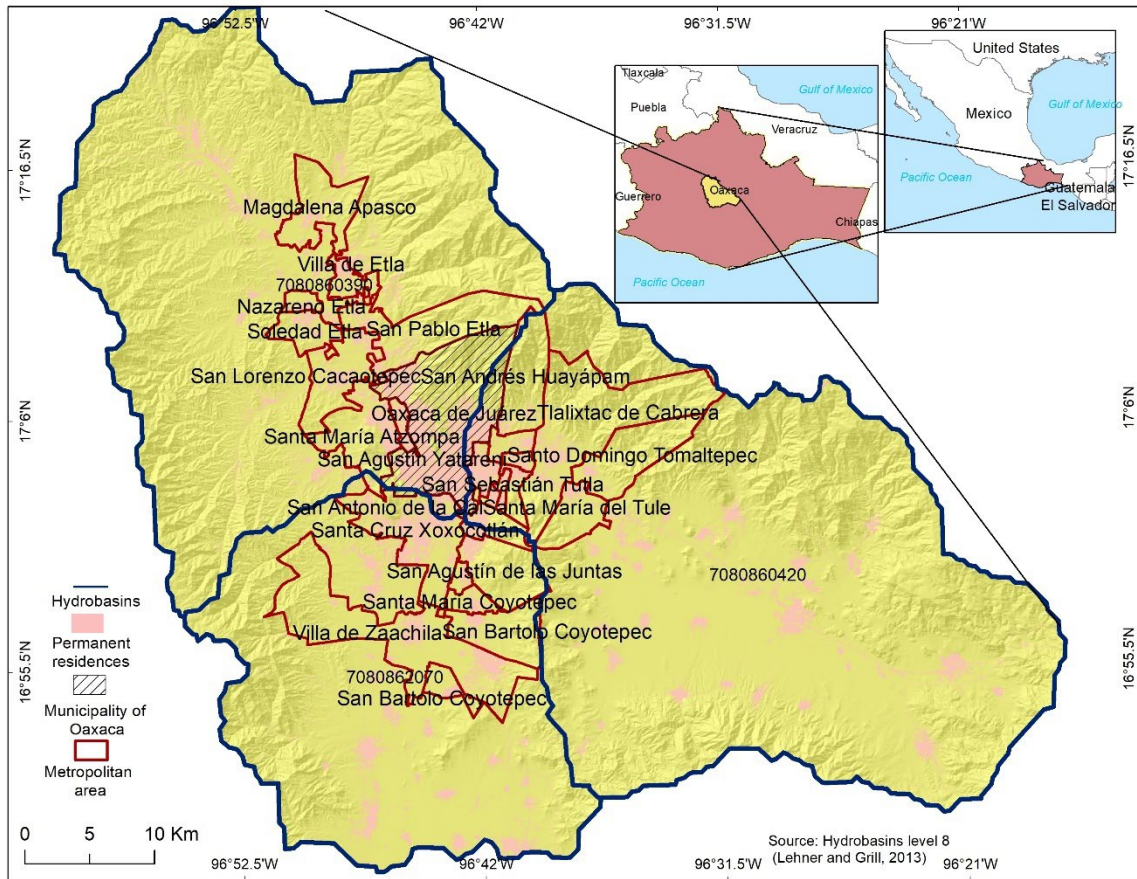 96°52.5'W
96°42'W
96°31.5'W
96°21'W
17°16.5'N
17°6'N
16°55.5'N
17°16.5'N
17°6'N
16°55.5'N
United States
Mexico
Gulf of Mexico
Pacific Ocean
Guatemala
El Salvador
Tlaxcala
Puebla
Gulf of Mexico
Veracruz
Guerrero
Oaxaca
Chiapas
Pacific Ocean
Magdalena Apasco
Villa de Etla
7080860390
Nazareno Etla
Soledad Etla
San Pablo Etla
San Lorenzo Cacaotepec
San Andrés Huayápam
Oaxaca de Juárez
Tlalixtac de Cabrera
Santa María Atzompa
San Agustín Yatareni
Santo Domingo Tomaltepec
San Sebastián Tutla
San Antonio de la Cal
Santa María del Tule
Santa Cruz Xoxocotlán
San Agustín de las Juntas
7080860420
Santa María Coyotepec
Villa de Zaachila
San Bartolo Coyotepec
7080862070
San Bartolo Coyotepec
Hydrobasins
Permanent
residences
Municipality of
Oaxaca
Metropolitan
area
0 5 10 Km
Source: Hydrobasins level 8
(Lehner and Grill, 2013)
96°52.5'W
96°42'W
96°31.5'W
96°21'W